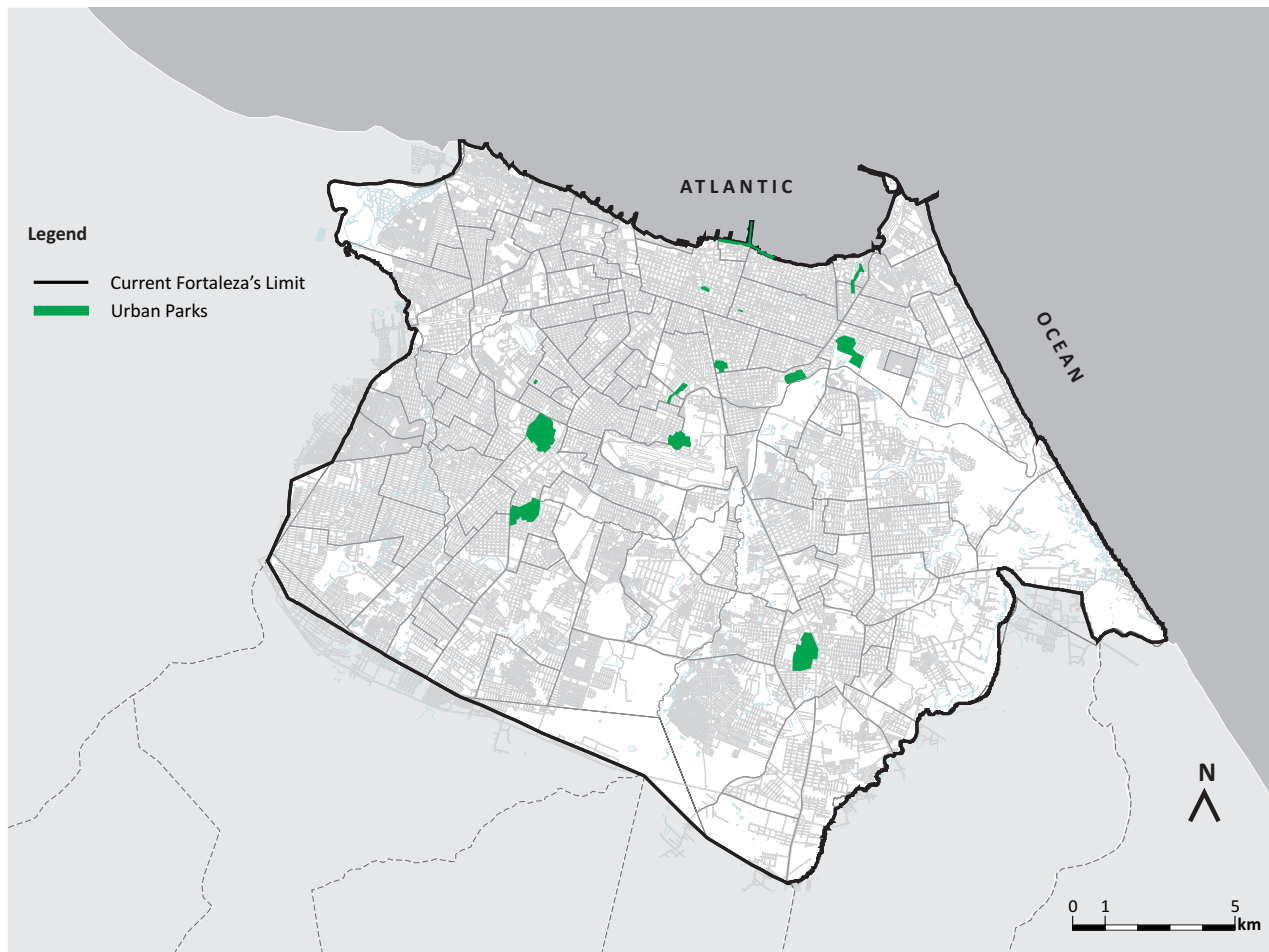 ATLANTIC
OCEAN
Legend
Current Fortaleza’s Limit
Urban Parks
N
0 1 5
km